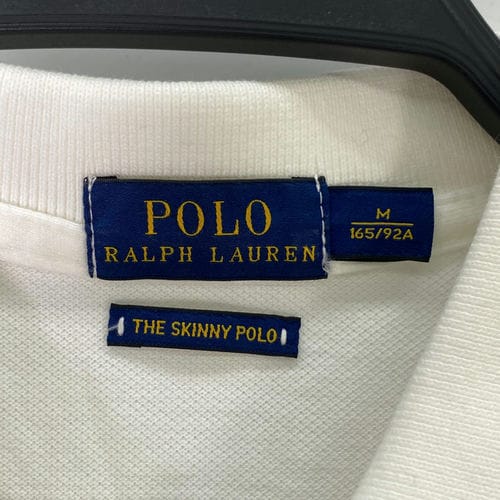 POLO
RALPH LAUREN
M
165/92A
THE SKINNY POLO